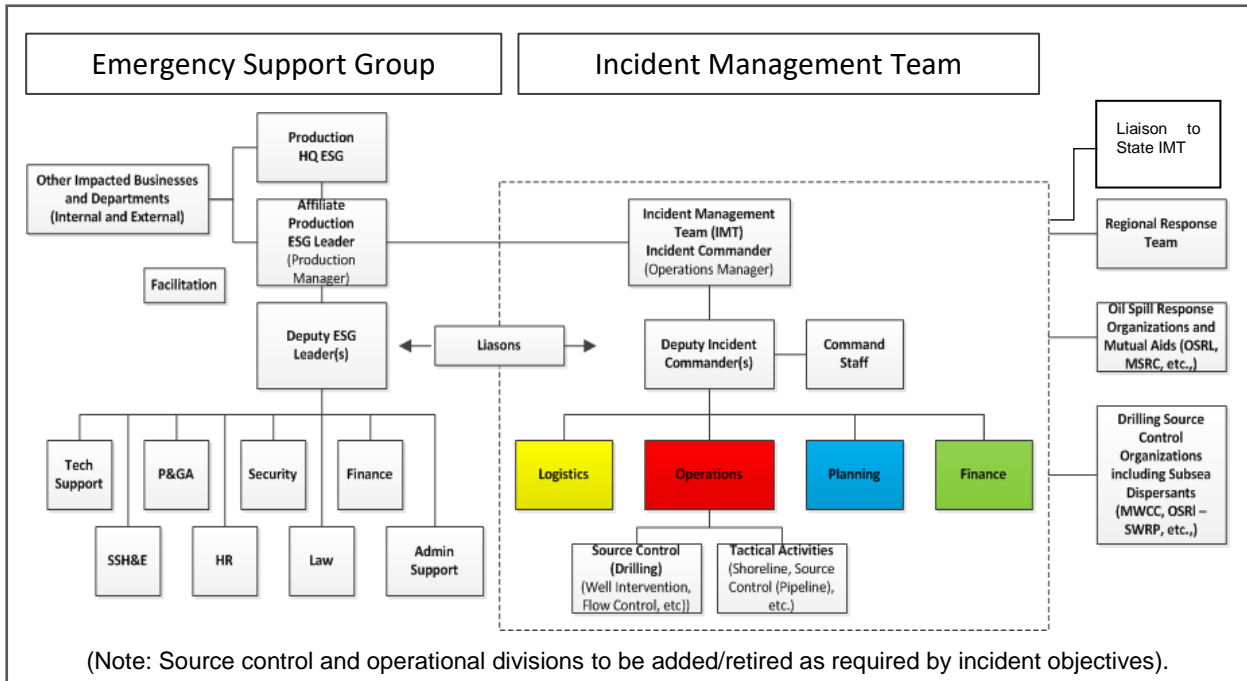 Emergency Support Group
Incident Management Team
Production
HQ ESG
Other Impacted Businesses
and Departments
(Internal and External)
Affiliate
Production
ESG Leader
(Production
Manager)
Facilitation
Deputy ESG
Leader(s)
Liasons
Tech
Support
P&GA
Security
Finance
SSH&E
HR
Law
Admin
Support
Incident Management
Team (IMT)
Incident Commander
(Operations Manager)
Deputy Incident
Commander(s)
Command
Staff
Logistics
Operations
Planning
Finance
Source Control
(Drilling)
(Well Intervention,
Flow Control, etc))
Tactical Activities
(Shoreline, Source
Control (Pipeline),
etc.)
Liaison to
State IMT
Regional Response
Team
Oil Spill Response
Organizations and
Mutual Aids (OSRL,
MSRC, etc.,)
Drilling Source
Control
Organizations
including Subsea
Dispersants
(MWCC, OSRl –
SWRP, etc.,)
(Note: Source control and operational divisions to be added/retired as required by incident objectives).